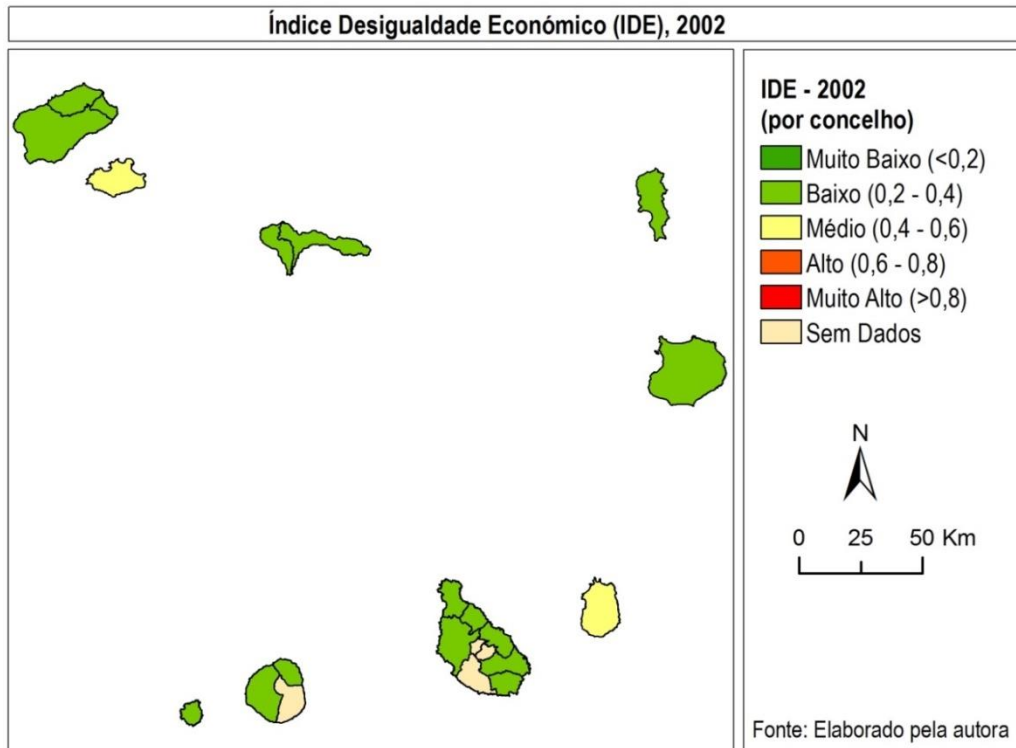 Índice Desigualdade Económico (IDE), 2002
IDE - 2002
(por concelho)
Muito Baixo (<0,2)
Baixo (0,2 - 0,4)
Médio (0,4 - 0,6)
Alto (0,6 - 0,8)
Muito Alto (>0,8)
Sem Dados
N
0 25 50 Km
Fonte: Elaborado pela autora